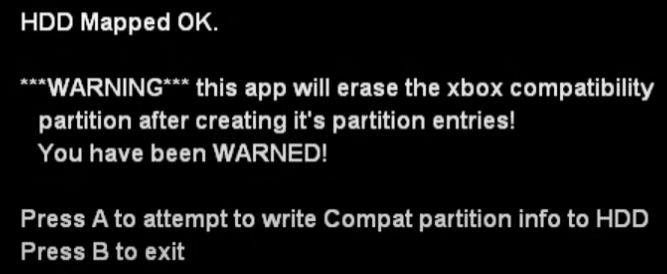 HDD Mapped OK.
***WARNING*** this app will erase the xbox compatibility
partition after creating it's partition entries!
You have been WARNED!
Press A to attempt to write Compat partition info to HDD
Press B to exit